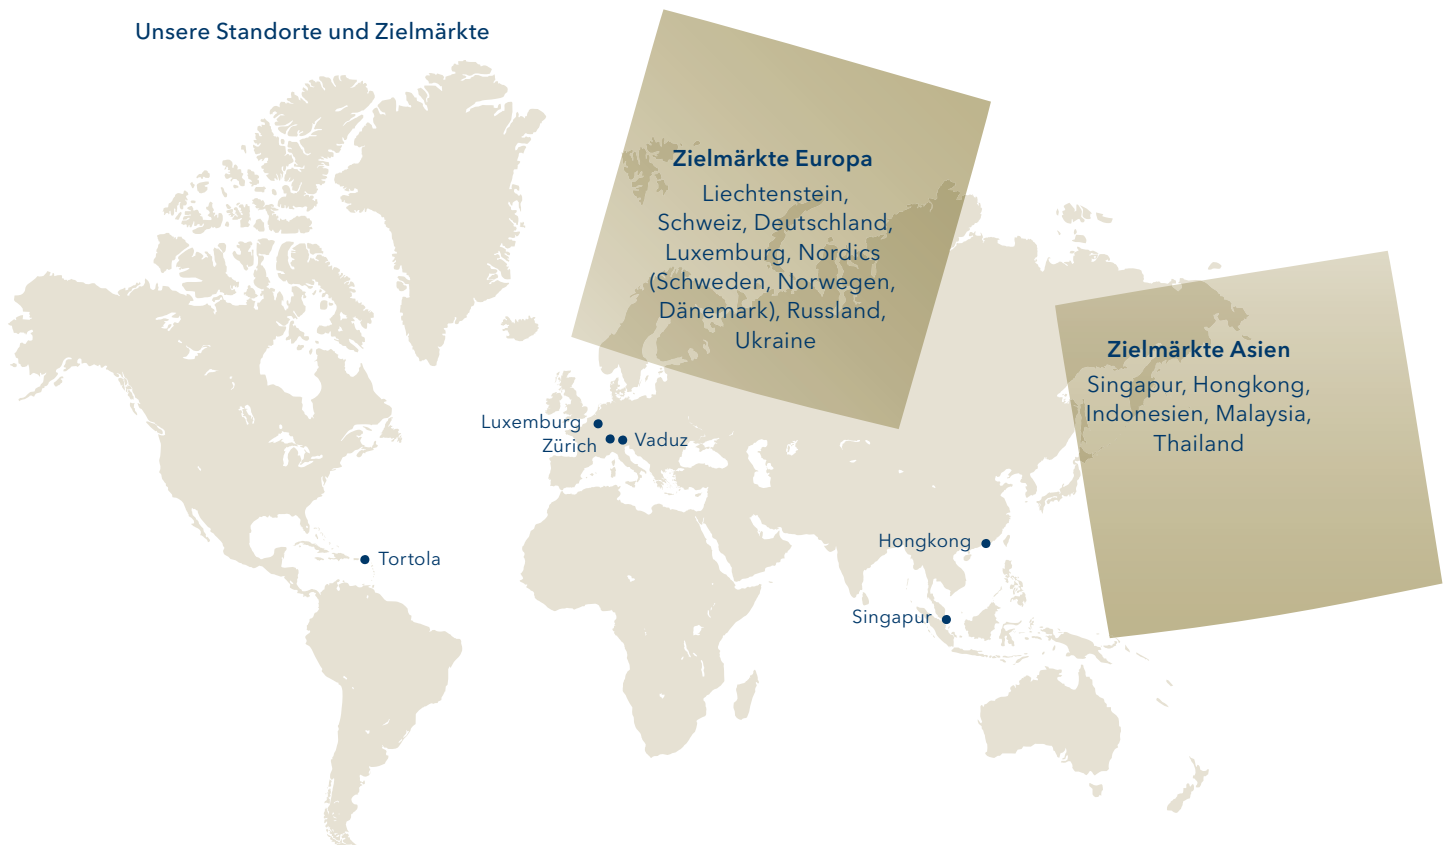 Unsere Standorte und Zielmärkte
Zielmärkte Europa
Liechtenstein,
Schweiz, Deutschland,
Luxemburg, Nordics
(Schweden, Norwegen,
Dänemark), Russland,
Ukraine
Zielmärkte Asien
Singapur, Hongkong,
Indonesien, Malaysia,
Thailand
Luxemburg
Zürich
Vaduz
Hongkong
Tortola
Singapur